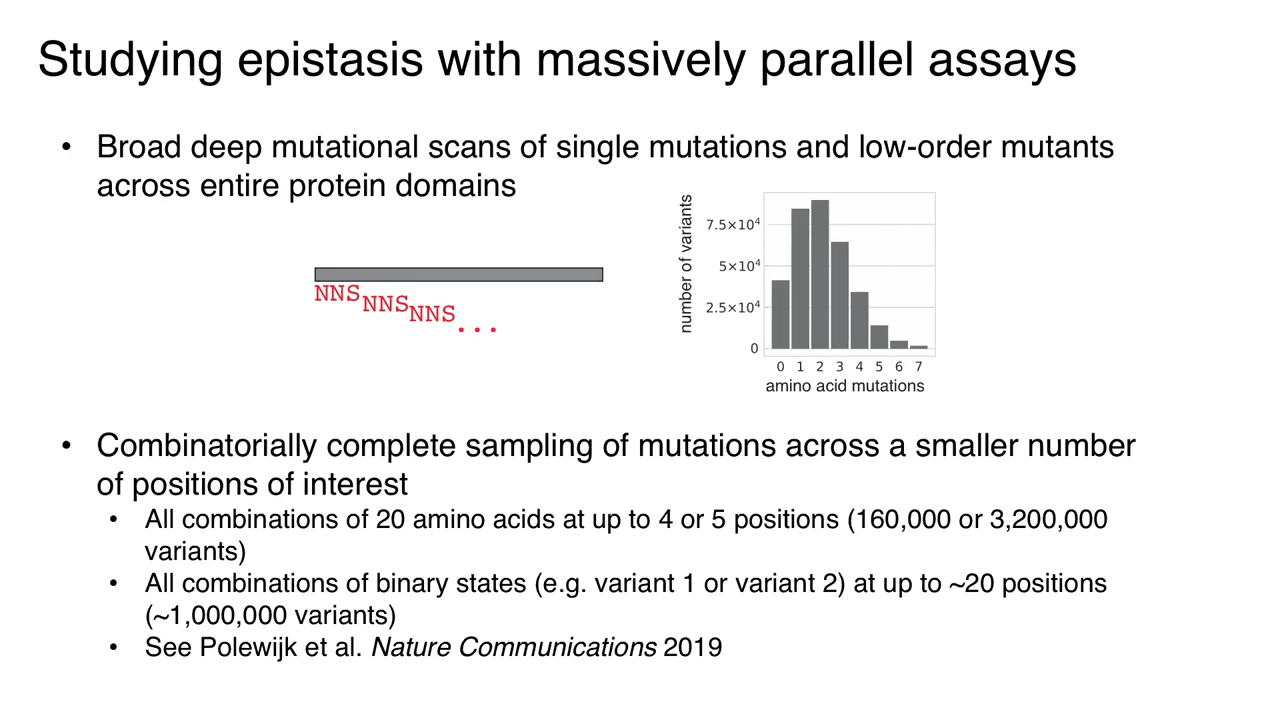 Studying epistasis with massively parallel assays
• Broad deep mutational scans of single mutations and low-order mutants
across entire protein domains
NNS
NNS
NNS
...
number of variants
7.5×10⁴
5×10⁴
2.5×10⁴
0
0 1 2 3 4 5 6 7
amino acid mutations
• Combinatorially complete sampling of mutations across a smaller number
of positions of interest
• All combinations of 20 amino acids at up to 4 or 5 positions (160,000 or 3,200,000
variants)
• All combinations of binary states (e.g. variant 1 or variant 2) at up to ~20 positions
(~1,000,000 variants)
• See Polewijk et al. Nature Communications 2019